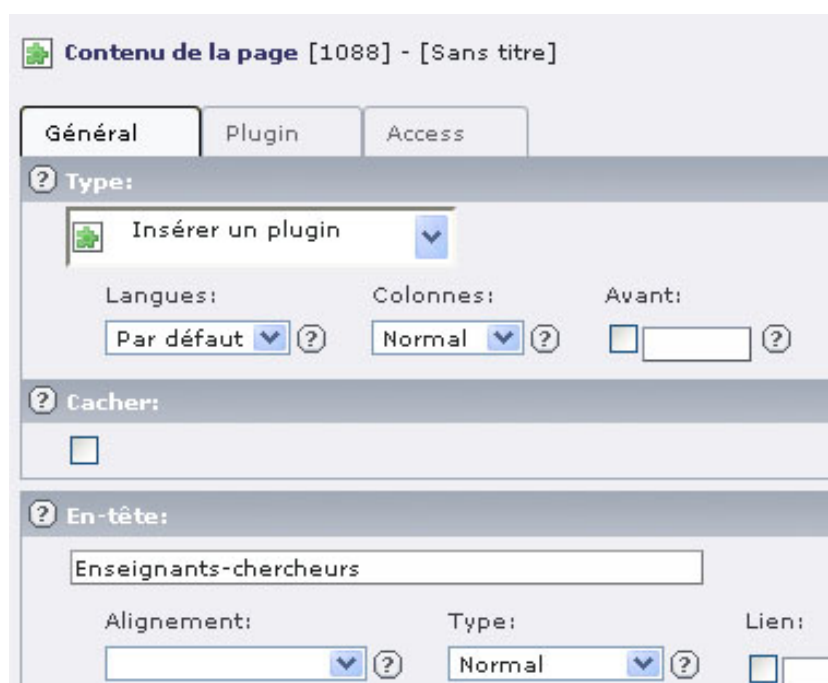 Contenu de la page [1088] - [Sans titre]
Général Plugin Access
? Type:
Insérer un plugin
Langues: Colonnes: Avant:
Par défaut ? Normal ? ?
? Cacher:
? En-tête:
Enseignants-chercheurs
Alignement: Type: Lien:
? Normal ?